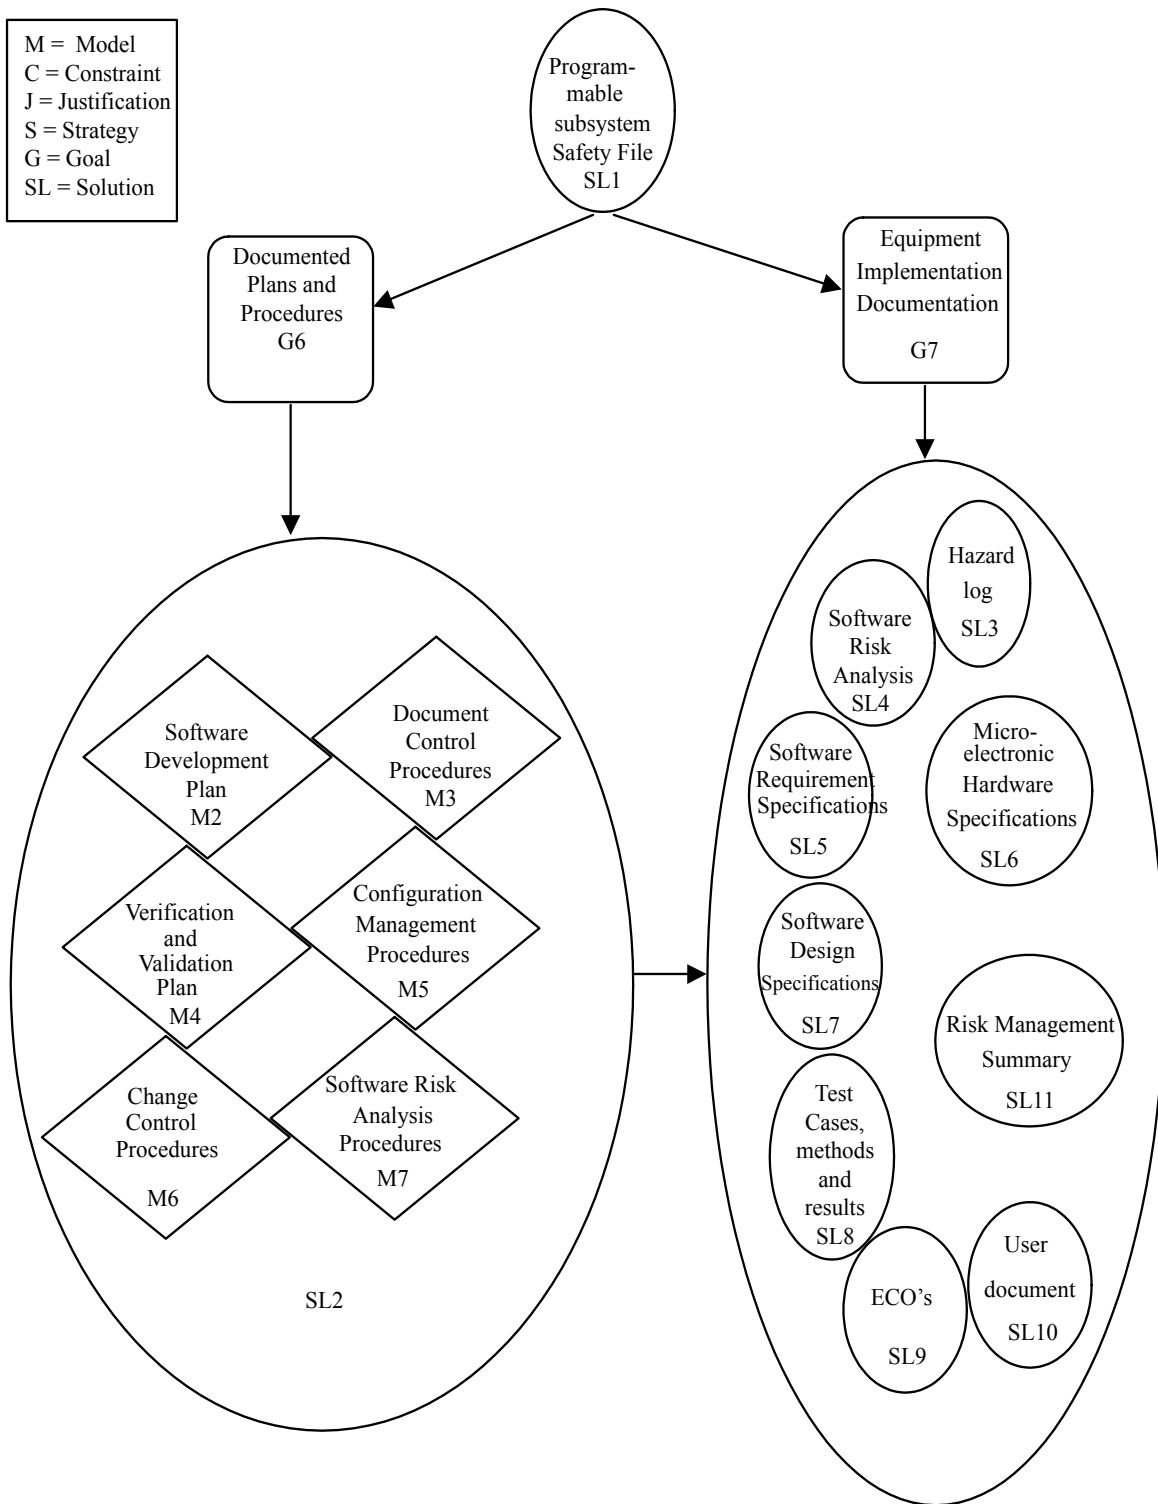 M = Model
C = Constraint
J = Justification
S = Strategy
G = Goal
SL = Solution
Program-
mable
subsystem
Safety File
SL1
Documented
Plans and
Procedures
G6
Equipment
Implementation
Documentation
G7
Software
Development
Plan
M2
Document
Control
Procedures
M3
Verification
and
Validation
Plan
M4
Configuration
Management
Procedures
M5
Change
Control
Procedures
M6
Software Risk
Analysis
Procedures
M7
SL2
Hazard
log
SL3
Software
Risk
Analysis
SL4
Software
Requirement
Specifications
SL5
Micro-
electronic
Hardware
Specifications
SL6
Software
Design
Specifications
SL7
Risk Management
Summary
SL11
Test
Cases,
methods
and
results
SL8
ECO’s
SL9
User
document
SL10